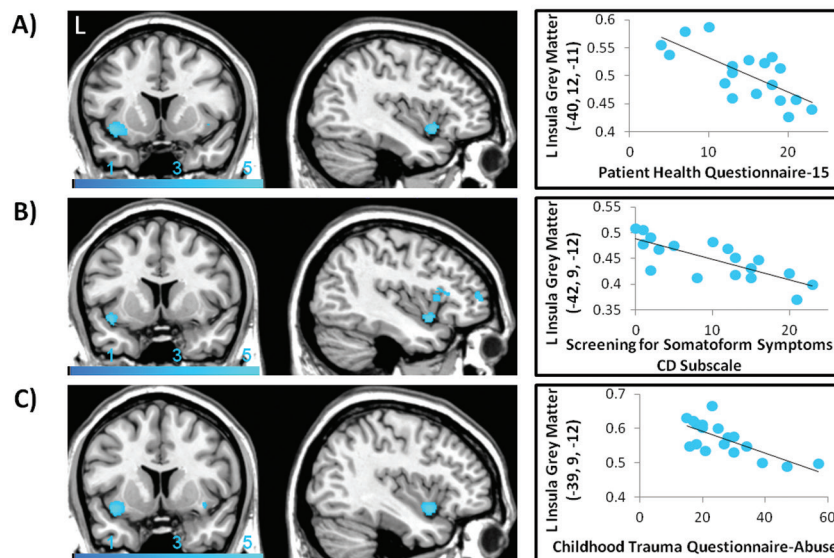 A)
L
1 3 5
L Insula Grey Matter
(-40, 12, -11)
0.6
0.55
0.5
0.45
0.4
0 10 20
Patient Health Questionnaire-15
B)
1 3 5
L Insula Grey Matter
(-42, 9, -12)
0.55
0.5
0.45
0.4
0.35
0 10 20
Screening for Somatoform Symptoms
CD Subscale
C)
1 3 5
L Insula Grey Matter
(-39, 9, -12)
0.7
0.6
0.5
0.4
0 20 40 60
Childhood Trauma Questionnaire-Abuse